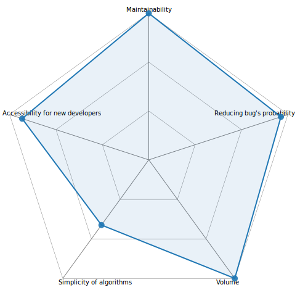 Maintainability
Accessibility for new developers
Reducing bug's probability
Simplicity of algorithms
Volume